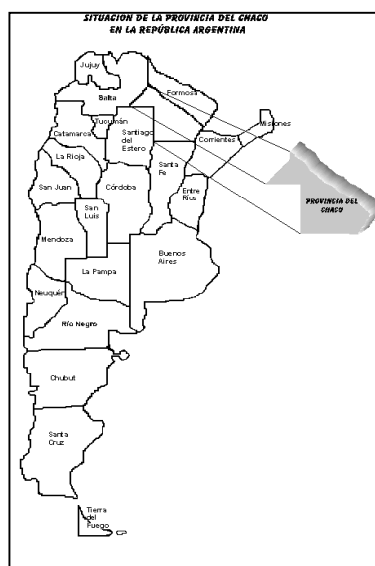 SITUACION DE LA PROVINCIA DEL CHACO
EN LA REPÚBLICA ARGENTINA
Jujuy
Formosa
Salta
Misiones
Tucumán
Catamarca
Santiago
del
Estero
Corrientes
La Rioja
Santa
Fe
San Juan
Córdoba
Entre
Ríos
PROVINCIA DEL
CHACO
San
Luis
Mendoza
Buenos
Aires
La Pampa
Neuquén
Río Negro
Chubut
Santa
Cruz
Tierra
del
Fuego